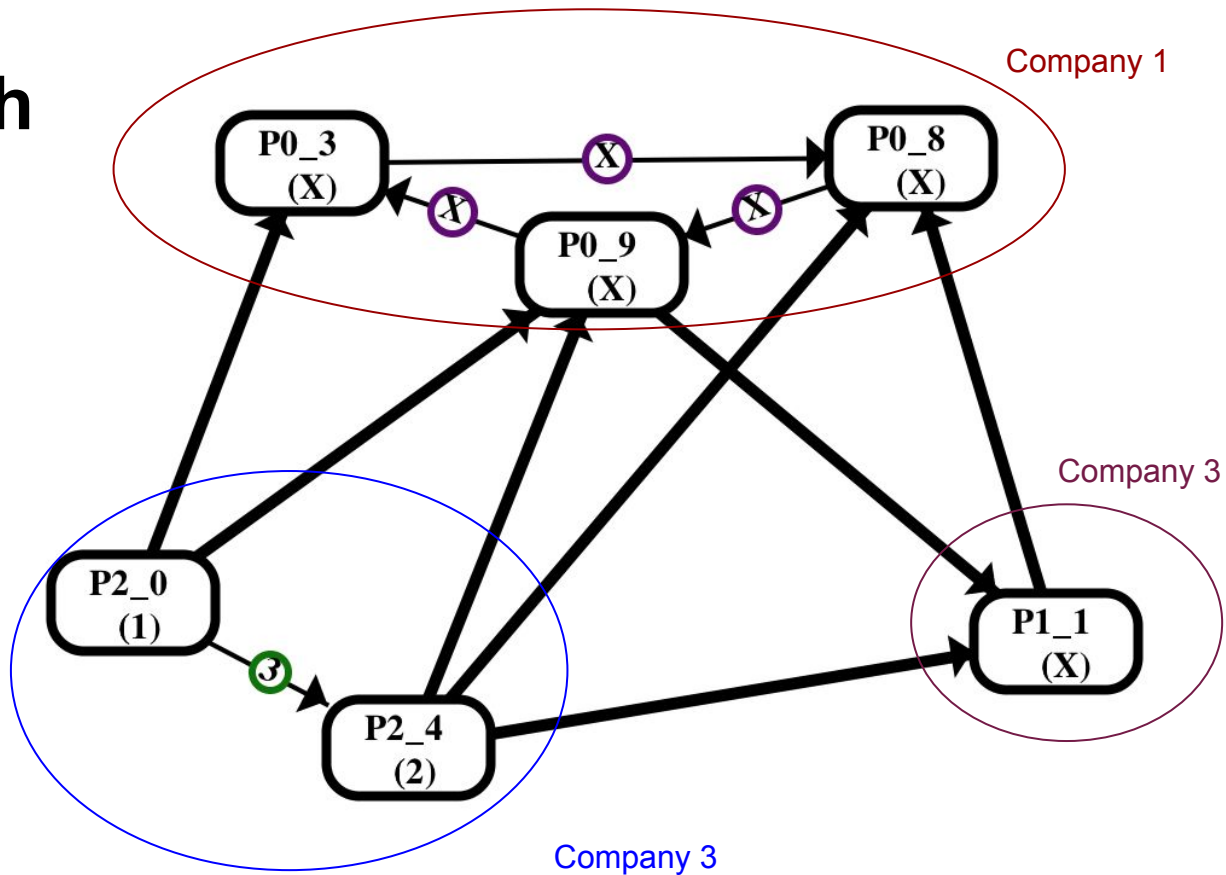 h
Company 1
P0_3
(X)
X
P0_8
(X)
X
X
P0_9
(X)
Company 3
P2_0
(1)
3
P1_1
(X)
P2_4
(2)
Company 3